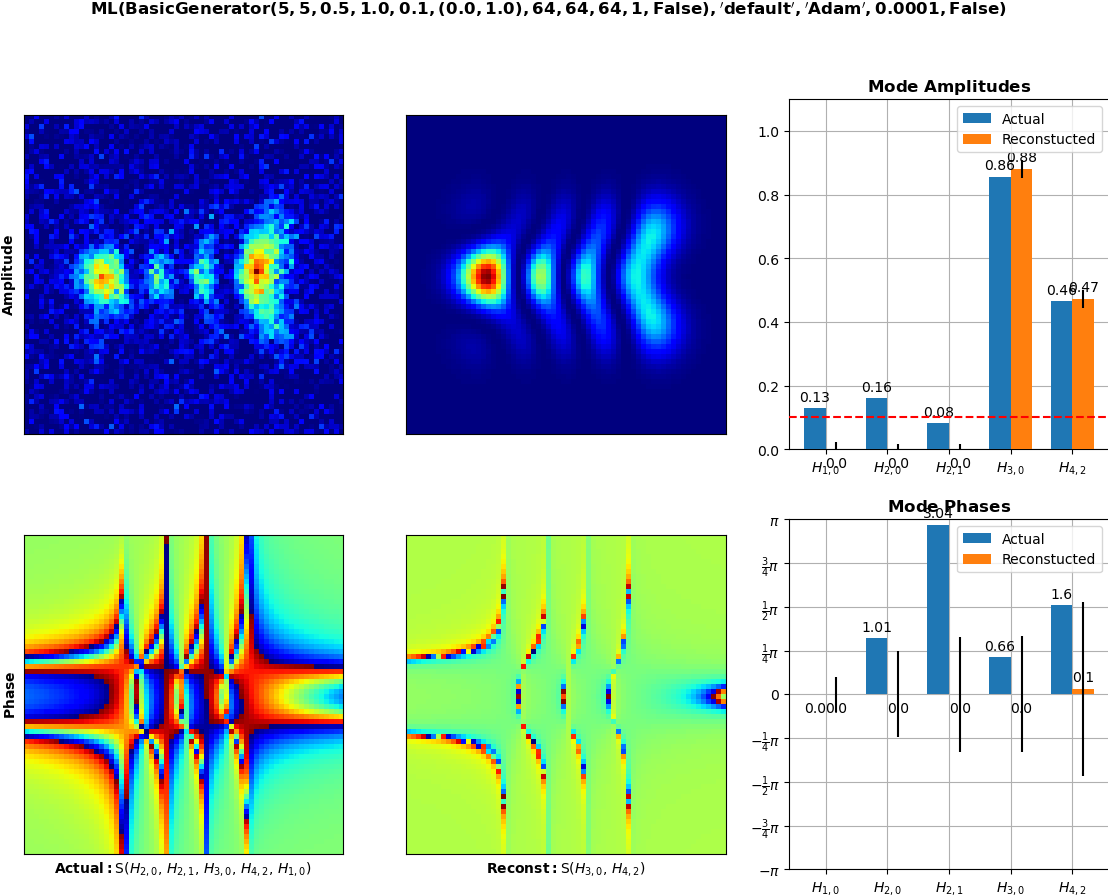 ML(BasicGenerator(5, 5, 0.5, 1.0, 0.1, (0.0, 1.0), 64, 64, 64, 1, False), ′default′, ′Adam′, 0.0001, False)
Mode Amplitudes
Actual
Reconstucted
Amplitude
1.0
0.8
0.6
0.4
0.2
0.0
0.13
0.16
0.08
0.86
0.88
0.46
0.47
0.0
0.0
0.0
H1,0
H2,0
H2,1
H3,0
H4,2
Mode Phases
Actual
Reconstucted
Phase
π
3/4π
1/2π
1/4π
0
−1/4π
−1/2π
−3/4π
−π
1.01
3.04
0.66
1.6
0.1
0.0
0.0
0.0
0.0
0.0
H1,0
H2,0
H2,1
H3,0
H4,2
Actual: S(H2,0, H2,1, H3,0, H4,2, H1,0)
Reconst: S(H3,0, H4,2)